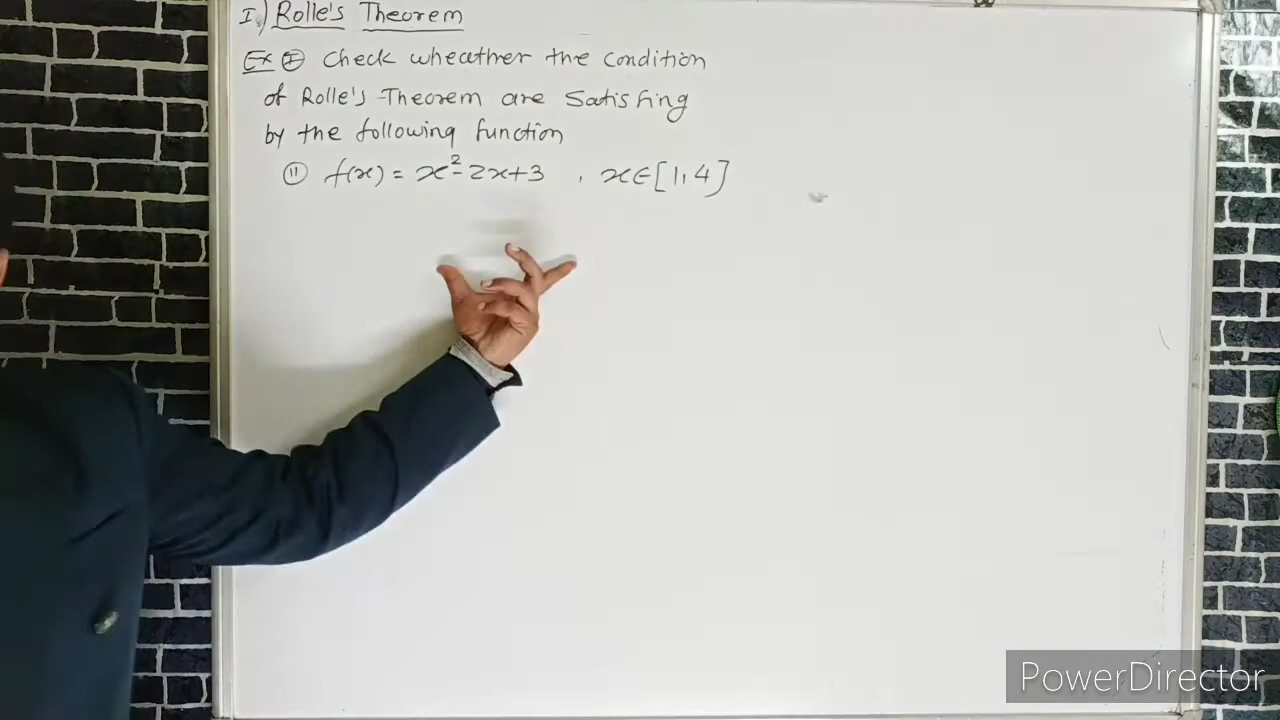 I.) Rolle's Theorem
Ex I Check wheather the condition
of Rolle's Theorem are Satisfing
by the following function
ii f(x) = x²-2x+3 , x∈[1,4]
PowerDirector